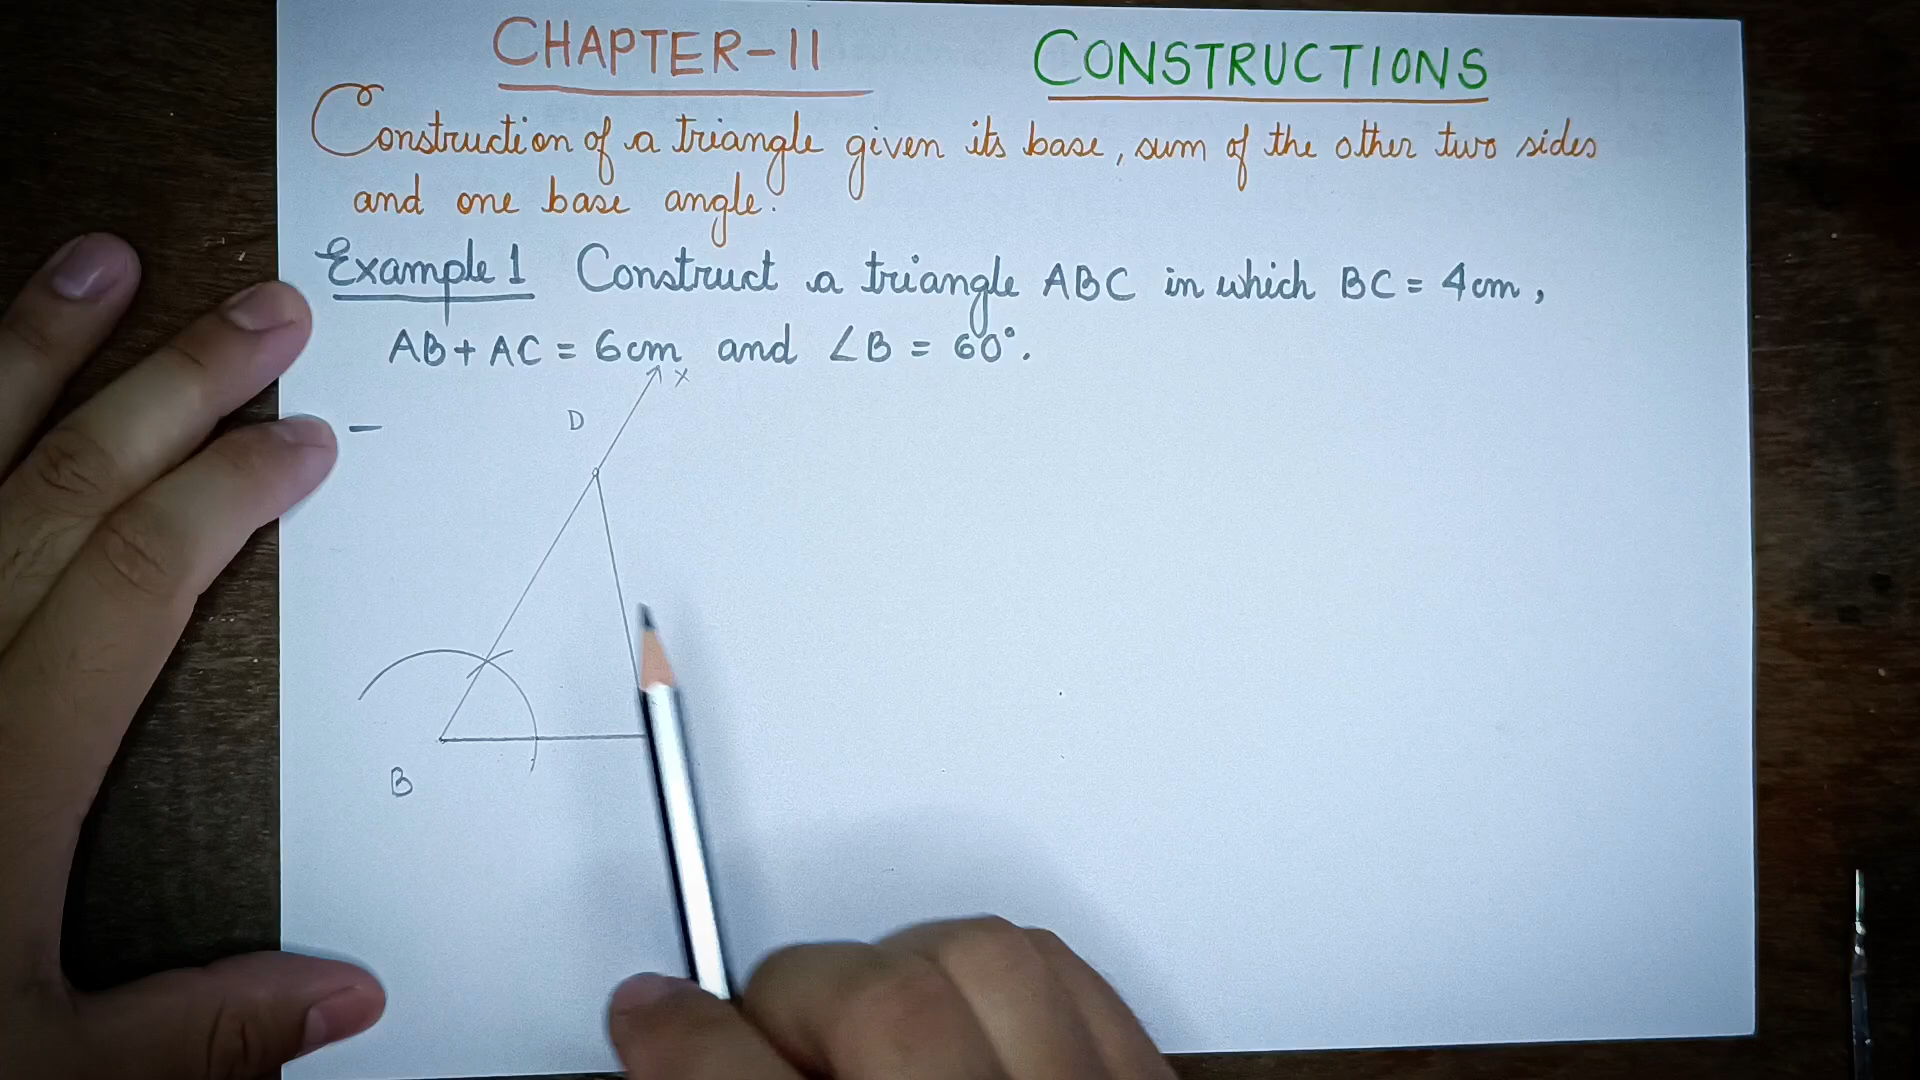 CHAPTER-11 CONSTRUCTIONS
Construction of a triangle given its base, sum of the other two sides
and one base angle.
Example 1 Construct a triangle ABC in which BC = 4cm,
AB + AC = 6cm and ∠B = 60°.
X
D
B